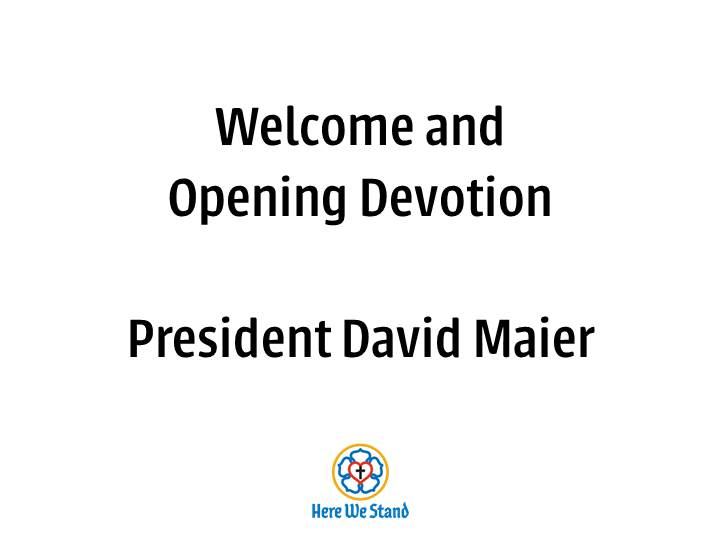 Welcome and
Opening Devotion
President David Maier
Here We Stand